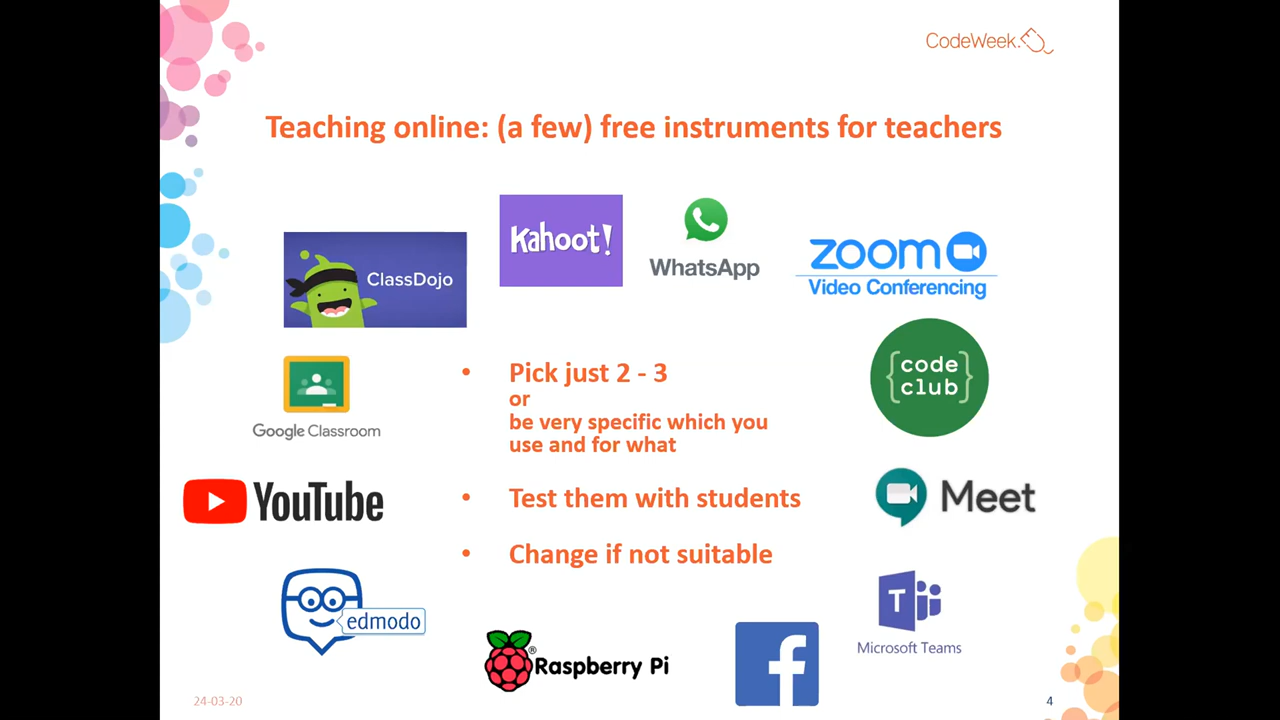 CodeWeek.
Teaching online: (a few) free instruments for teachers
Kahoot!
WhatsApp
ClassDojo
zoom
Video Conferencing
{code
club}
Google Classroom
• Pick just 2 - 3
or
be very specific which you
use and for what
YouTube
• Test them with students
Meet
• Change if not suitable
edmodo
T
Microsoft Teams
Raspberry Pi
®
f
24-03-20
4